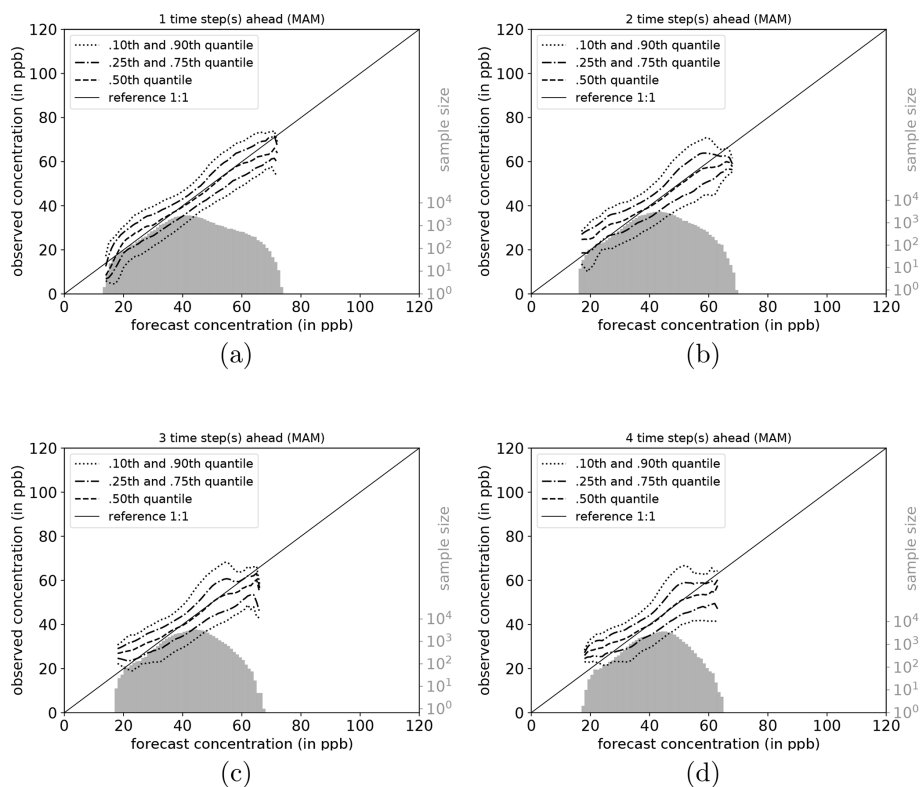 1 time step(s) ahead (MAM)
120
100
80
60
40
20
0
observed concentration (in ppb)
.10th and .90th quantile
.25th and .75th quantile
.50th quantile
reference 1:1
sample size
10⁴
10³
10²
10¹
10⁰
0 20 40 60 80 100 120
forecast concentration (in ppb)
(a)
2 time step(s) ahead (MAM)
120
100
80
60
40
20
0
observed concentration (in ppb)
.10th and .90th quantile
.25th and .75th quantile
.50th quantile
reference 1:1
sample size
10⁴
10³
10²
10¹
10⁰
0 20 40 60 80 100 120
forecast concentration (in ppb)
(b)
3 time step(s) ahead (MAM)
120
100
80
60
40
20
0
observed concentration (in ppb)
.10th and .90th quantile
.25th and .75th quantile
.50th quantile
reference 1:1
sample size
10⁴
10³
10²
10¹
10⁰
0 20 40 60 80 100 120
forecast concentration (in ppb)
(c)
4 time step(s) ahead (MAM)
120
100
80
60
40
20
0
observed concentration (in ppb)
.10th and .90th quantile
.25th and .75th quantile
.50th quantile
reference 1:1
sample size
10⁴
10³
10²
10¹
10⁰
0 20 40 60 80 100 120
forecast concentration (in ppb)
(d)